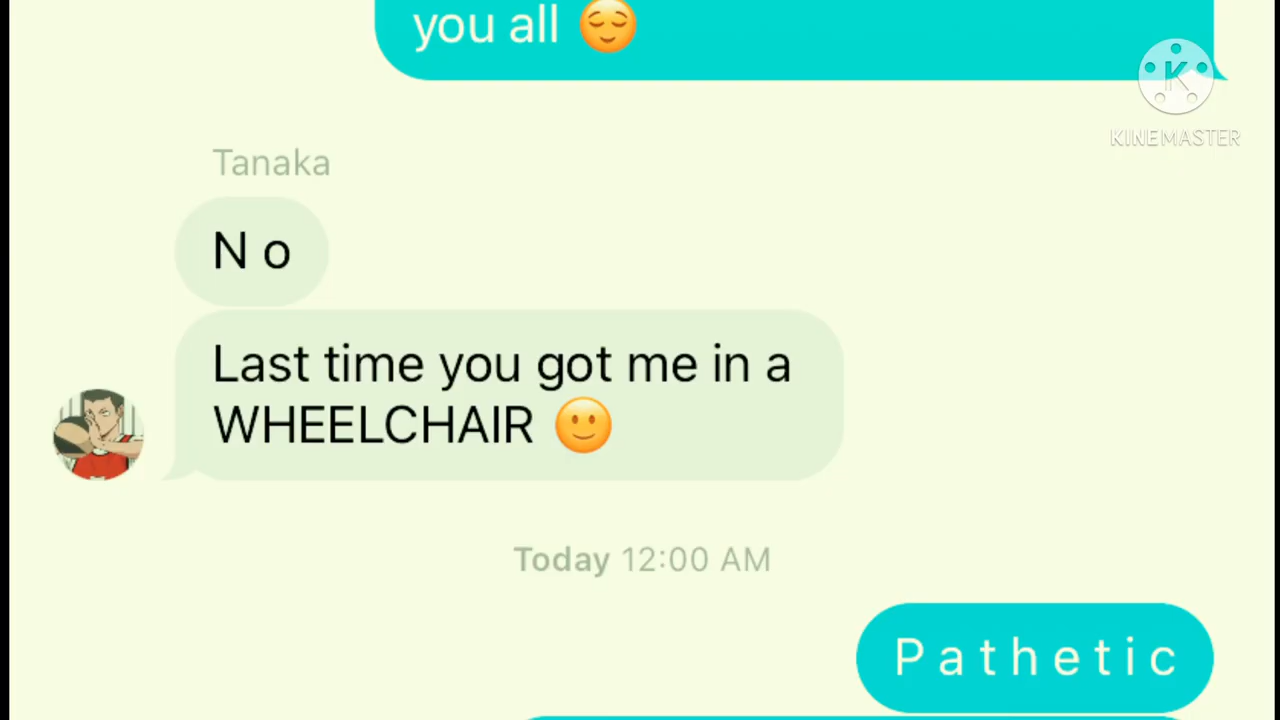 you all 😌
K
KINEMASTER
Tanaka
N o
Last time you got me in a
WHEELCHAIR 🙂
Today 12:00 AM
P a t h e t i c